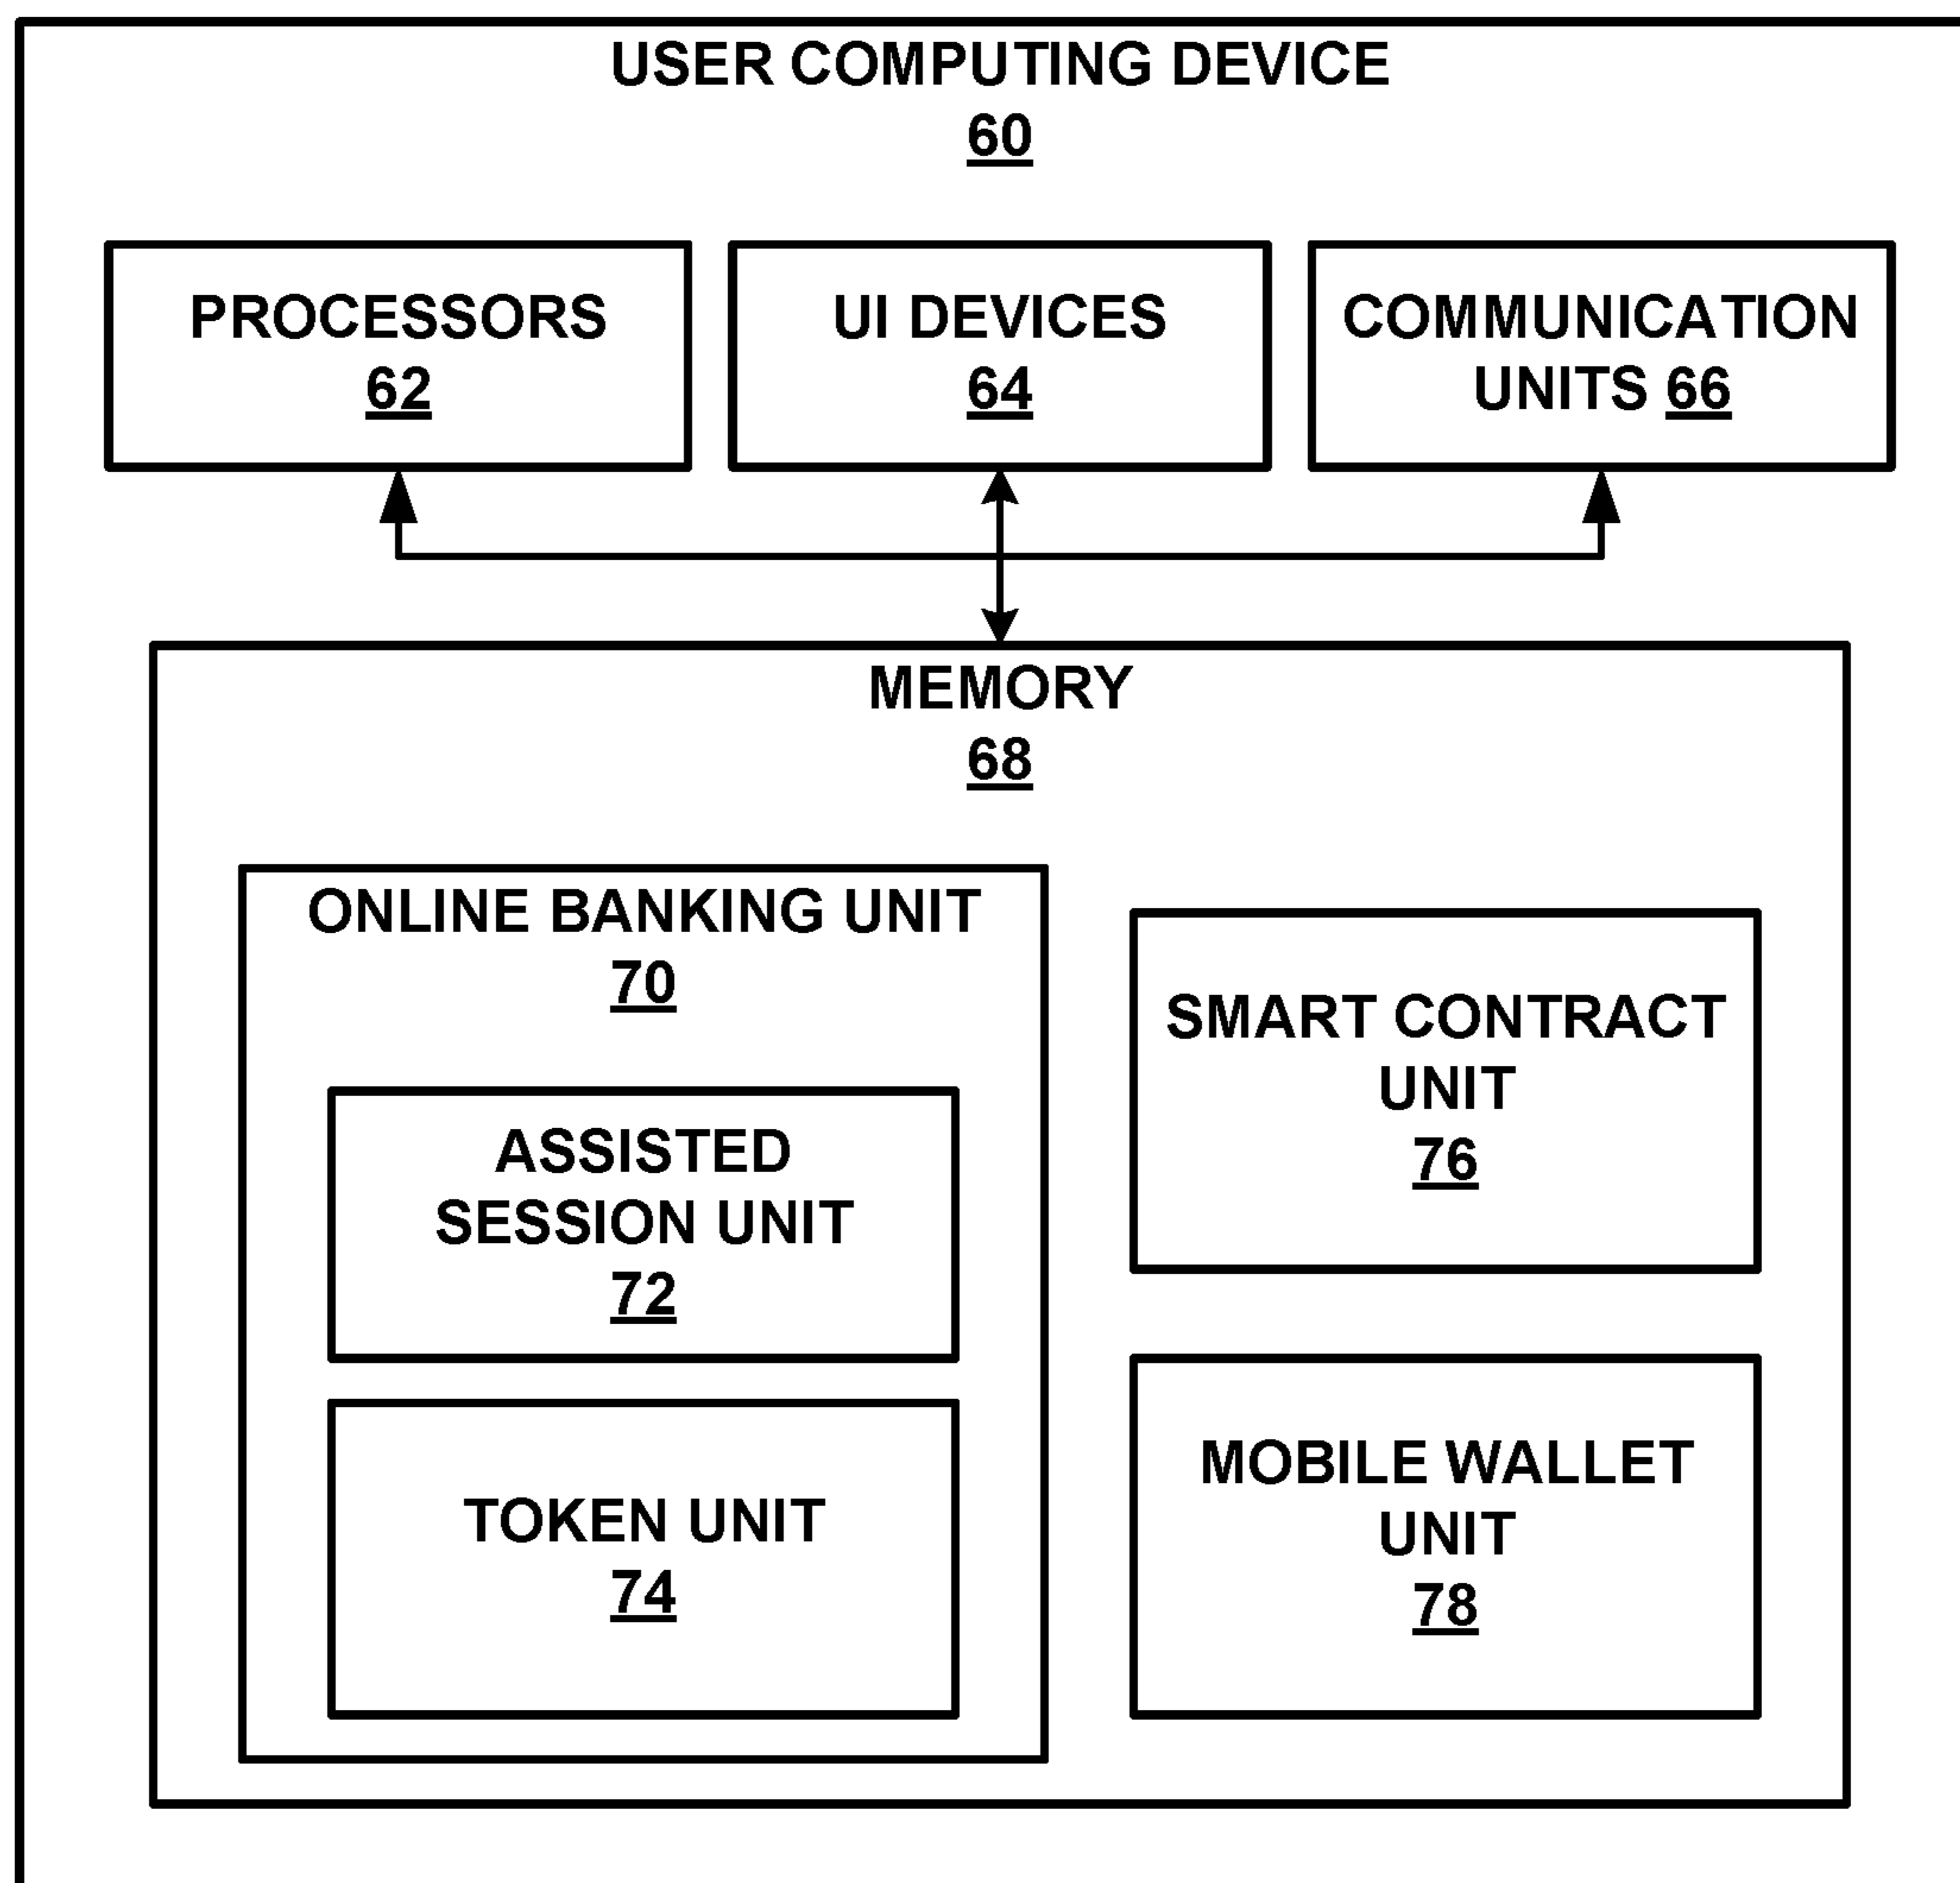 USER COMPUTING DEVICE
60
PROCESSORS
62
UI DEVICES
64
COMMUNICATION
UNITS 66
MEMORY
68
ONLINE BANKING UNIT
70
ASSISTED
SESSION UNIT
72
TOKEN UNIT
74
SMART CONTRACT
UNIT
76
MOBILE WALLET
UNIT
78